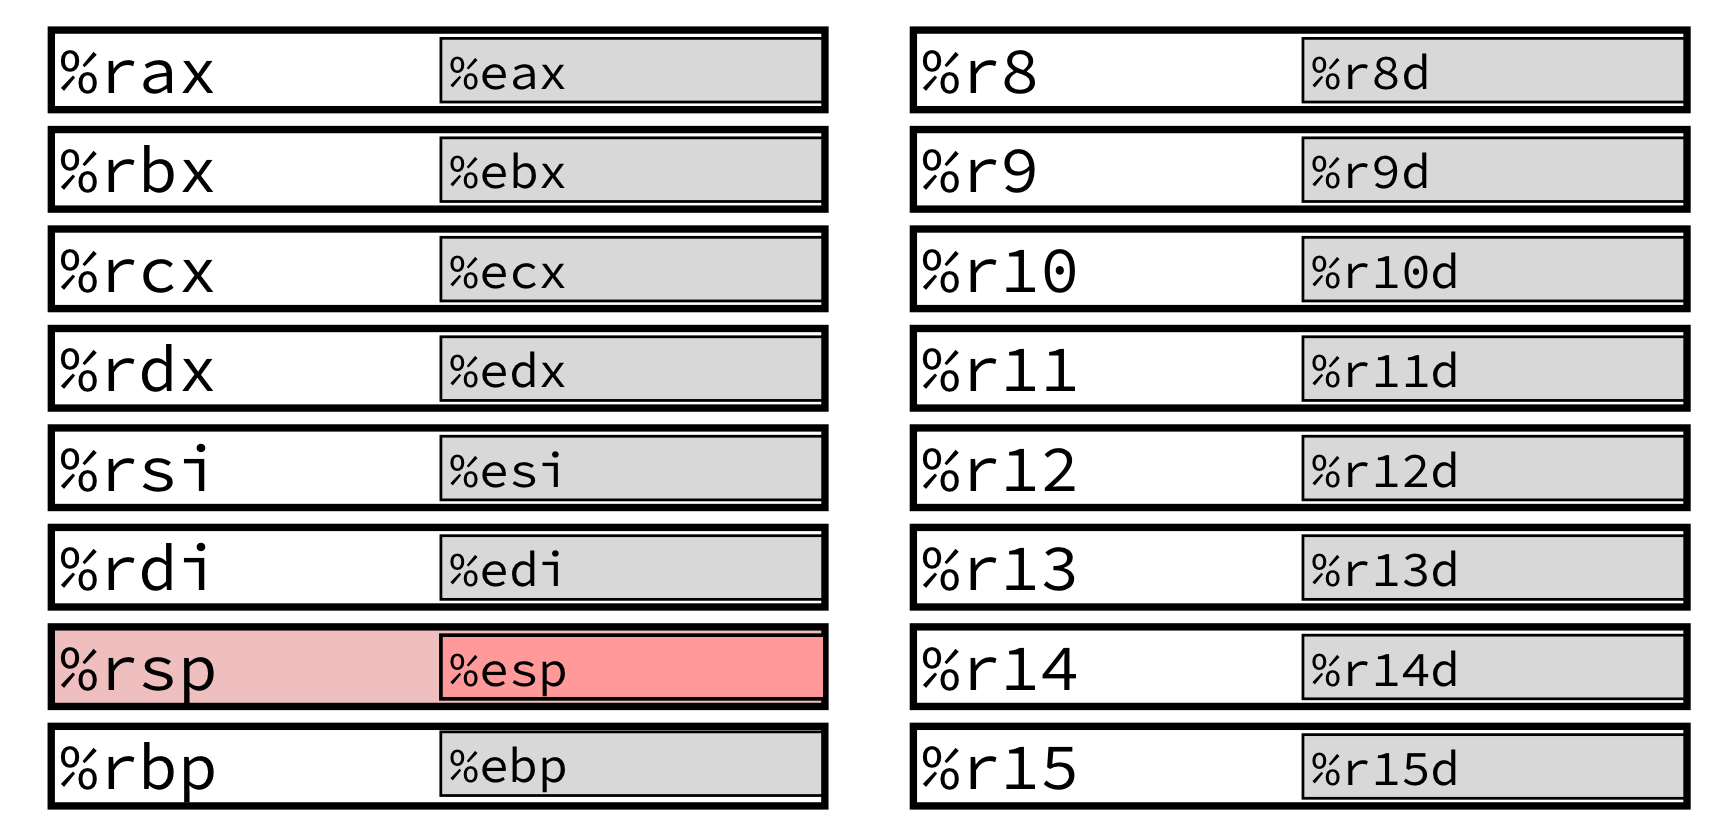 %rax %eax %r8 %r8d
%rbx %ebx %r9 %r9d
%rcx %ecx %r10 %r10d
%rdx %edx %r11 %r11d
%rsi %esi %r12 %r12d
%rdi %edi %r13 %r13d
%rsp %esp %r14 %r14d
%rbp %ebp %r15 %r15d